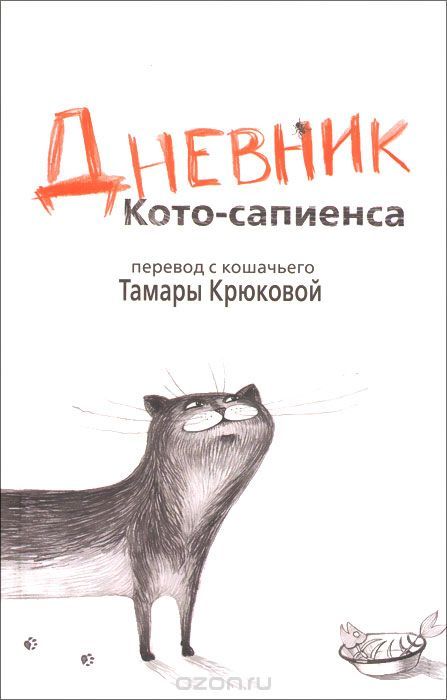 Дневник
Кото-сапиенса
перевод с кошачьего
Тамары Крюковой
ozon.ru